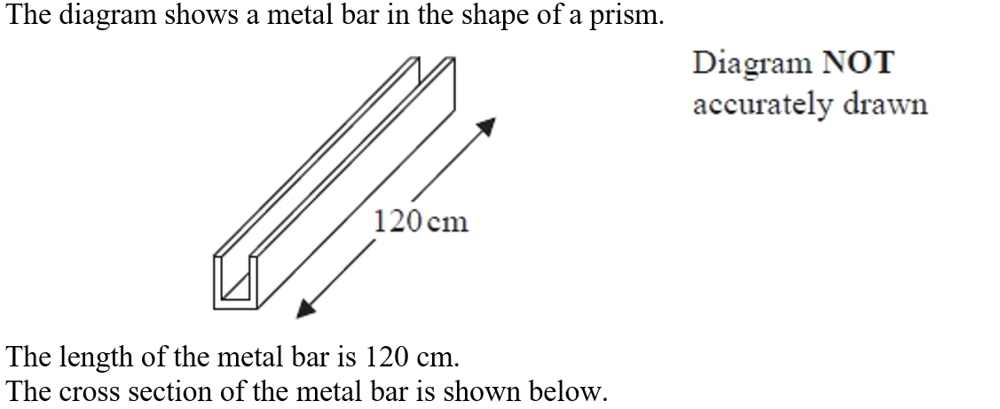 The diagram shows a metal bar in the shape of a prism.
Diagram NOT
accurately drawn
120 cm
The length of the metal bar is 120 cm.
The cross section of the metal bar is shown below.